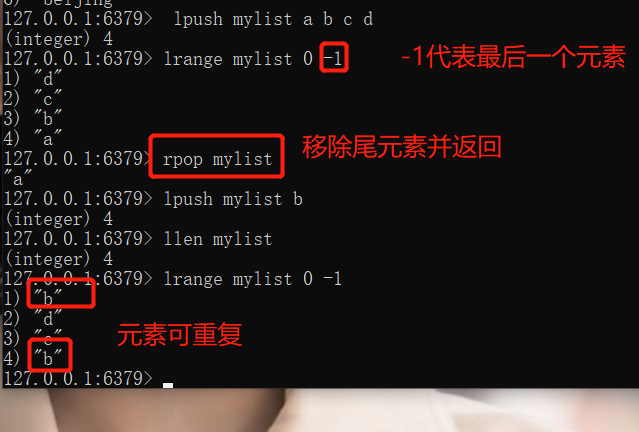 6) "beijing
127.0.0.1:6379>  lpush mylist a b c d
(integer) 4
127.0.0.1:6379> lrange mylist 0 -1
-1代表最后一个元素
1) "d"
2) "c"
3) "b"
4) "a"
127.0.0.1:6379> rpop mylist
移除尾元素并返回
"a"
127.0.0.1:6379> lpush mylist b
(integer) 4
127.0.0.1:6379> llen mylist
(integer) 4
127.0.0.1:6379> lrange mylist 0 -1
1) "b"
2) "d"
元素可重复
3) "c"
4) "b"
127.0.0.1:6379>